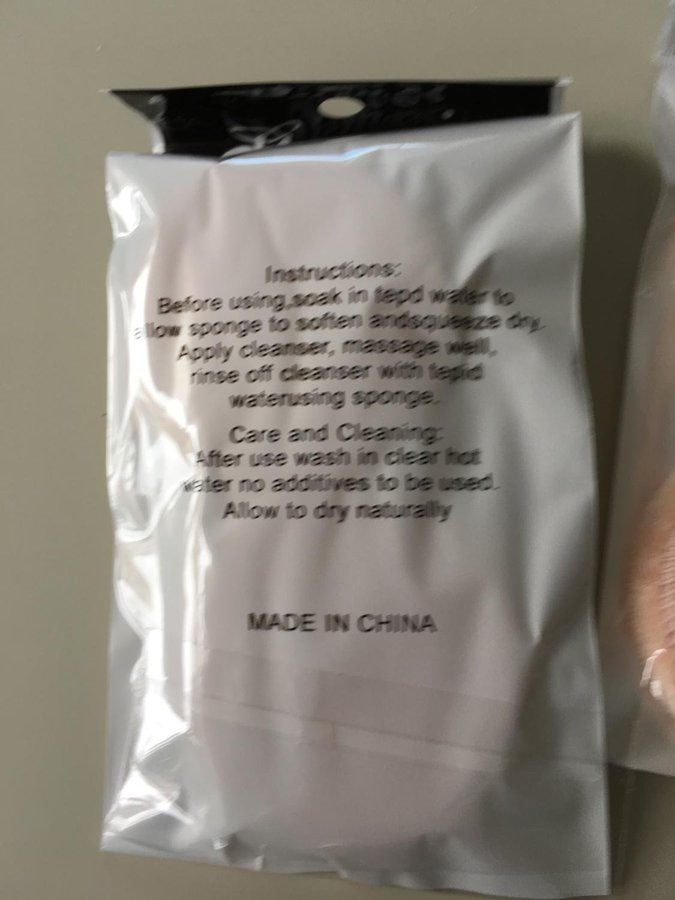 Instructions:
Before using,soak in tepd water to
allow sponge to soften andsqueeze dry.
Apply cleanser, massage well,
rinse off cleanser with tepid
waterusing sponge.
Care and Cleaning:
After use wash in clear hot
water no additives to be used.
Allow to dry naturally
MADE IN CHINA